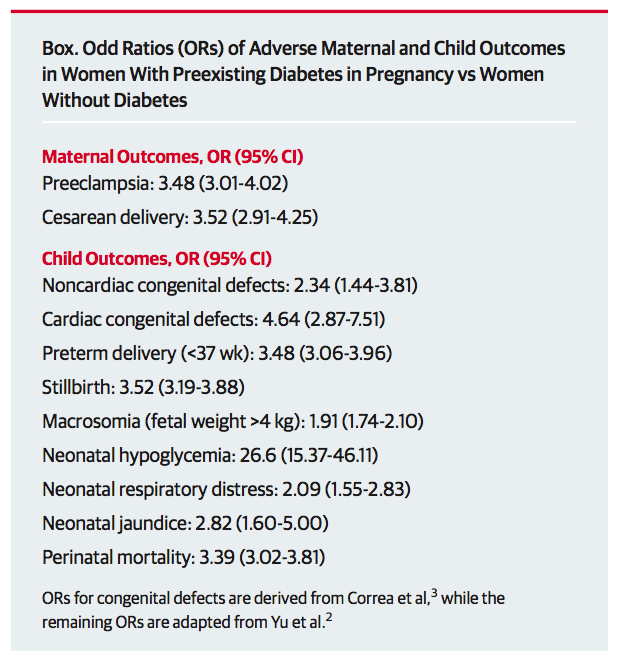 Box. Odd Ratios (ORs) of Adverse Maternal and Child Outcomes
in Women With Preexisting Diabetes in Pregnancy vs Women
Without Diabetes
Maternal Outcomes, OR (95% CI)
Preeclampsia: 3.48 (3.01-4.02)
Cesarean delivery: 3.52 (2.91-4.25)
Child Outcomes, OR (95% CI)
Noncardiac congenital defects: 2.34 (1.44-3.81)
Cardiac congenital defects: 4.64 (2.87-7.51)
Preterm delivery (<37 wk): 3.48 (3.06-3.96)
Stillbirth: 3.52 (3.19-3.88)
Macrosomia (fetal weight >4 kg): 1.91 (1.74-2.10)
Neonatal hypoglycemia: 26.6 (15.37-46.11)
Neonatal respiratory distress: 2.09 (1.55-2.83)
Neonatal jaundice: 2.82 (1.60-5.00)
Perinatal mortality: 3.39 (3.02-3.81)
ORs for congenital defects are derived from Correa et al,³ while the
remaining ORs are adapted from Yu et al.²